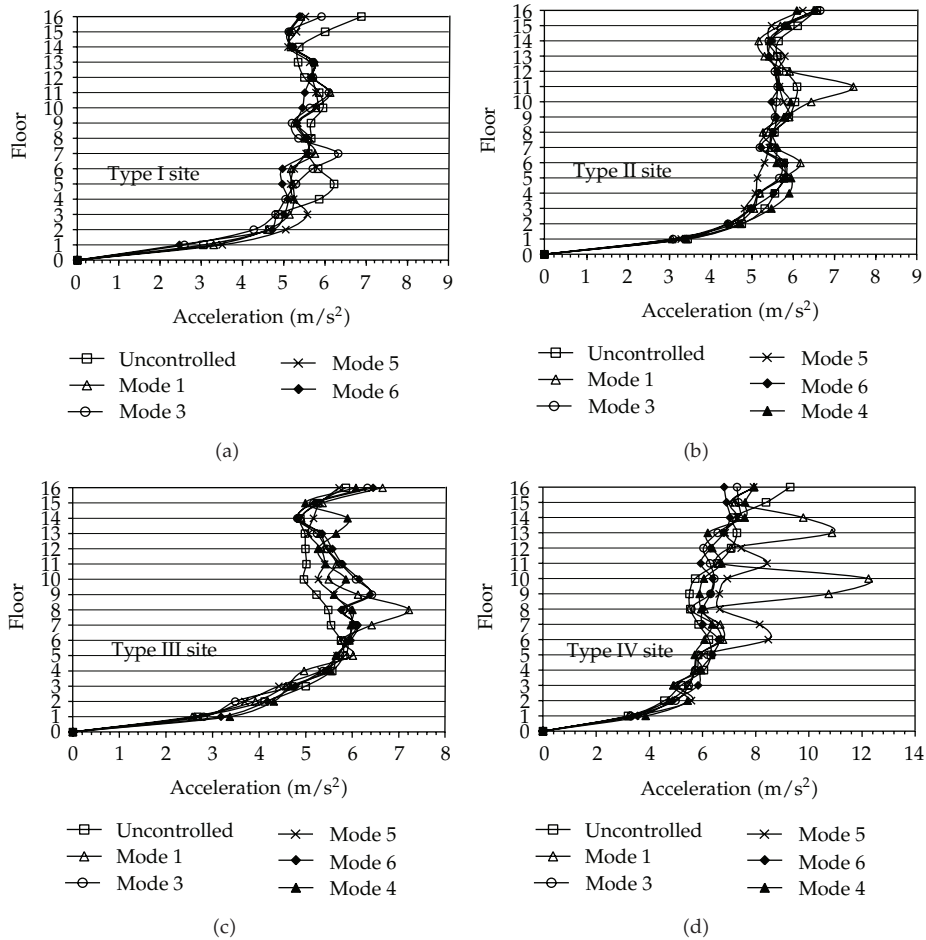 16
15
14
13
12
11
10
9
8
7
6
5
4
3
2
1
0
Floor
Type I site
0 1 2 3 4 5 6 7 8 9
Acceleration (m/s²)
Uncontrolled
Mode 1
Mode 3
Mode 5
Mode 6
(a)
16
15
14
13
12
11
10
9
8
7
6
5
4
3
2
1
0
Floor
Type II site
0 1 2 3 4 5 6 7 8 9
Acceleration (m/s²)
Uncontrolled
Mode 1
Mode 3
Mode 5
Mode 6
Mode 4
(b)
16
15
14
13
12
11
10
9
8
7
6
5
4
3
2
1
0
Floor
Type III site
0 1 2 3 4 5 6 7 8
Acceleration (m/s²)
Uncontrolled
Mode 1
Mode 3
Mode 5
Mode 6
Mode 4
(c)
16
15
14
13
12
11
10
9
8
7
6
5
4
3
2
1
0
Floor
Type IV site
0 2 4 6 8 10 12 14
Acceleration (m/s²)
Uncontrolled
Mode 1
Mode 3
Mode 5
Mode 6
Mode 4
(d)